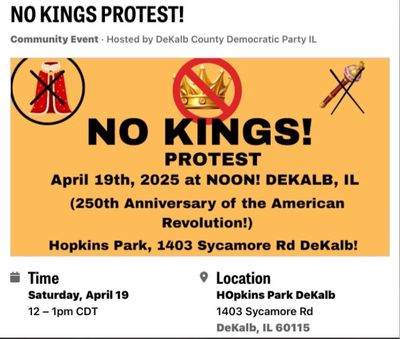 NO KINGS PROTEST!
Community Event · Hosted by DeKalb County Democratic Party IL
NO KINGS!
PROTEST
April 19th, 2025 at NOON! DEKALB, IL
(250th Anniversary of the American
Revolution!)
Hopkins Park, 1403 Sycamore Rd DeKalb!
Time
Saturday, April 19
12 – 1pm CDT
Location
HOpkins Park DeKalb
1403 Sycamore Rd
DeKalb, IL 60115